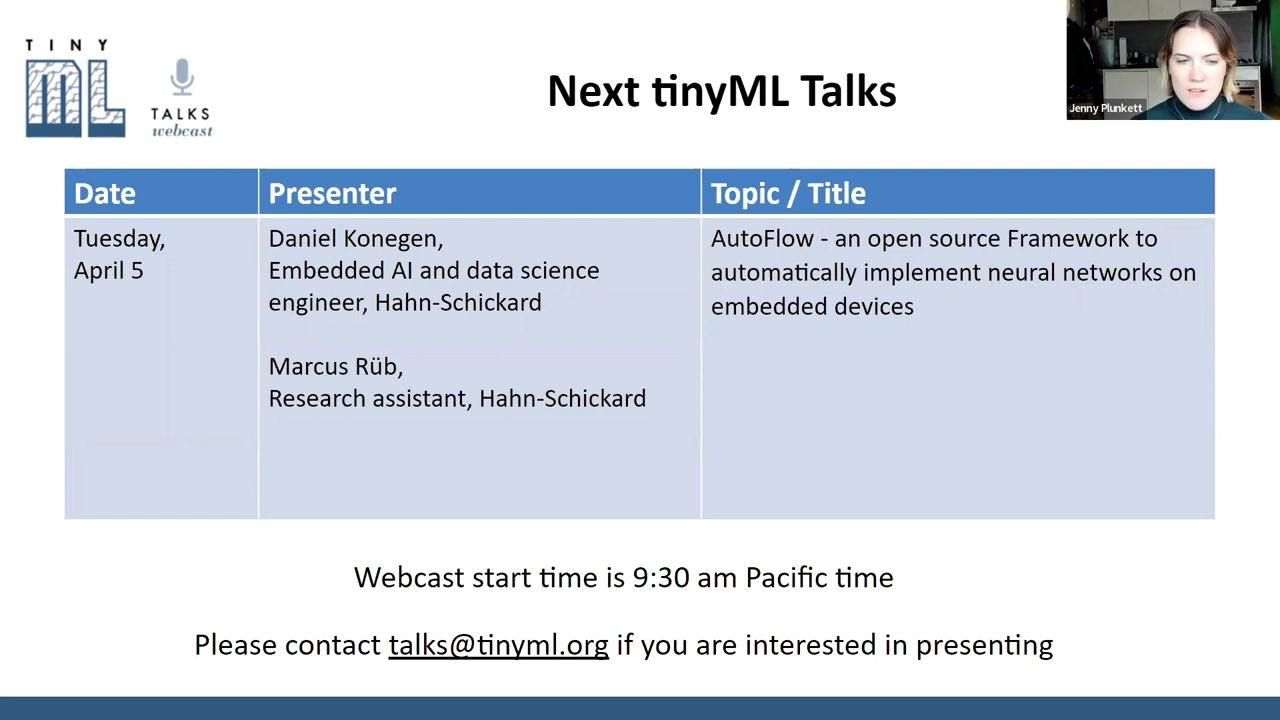 TINY
ML
TALKS
webcast
Next tinyML Talks
Jenny Plunkett
Date
Presenter
Topic / Title
Tuesday,
April 5
Daniel Konegen,
Embedded AI and data science
engineer, Hahn-Schickard
Marcus Rüb,
Research assistant, Hahn-Schickard
AutoFlow - an open source Framework to
automatically implement neural networks on
embedded devices
Webcast start time is 9:30 am Pacific time
Please contact talks@tinyml.org if you are interested in presenting